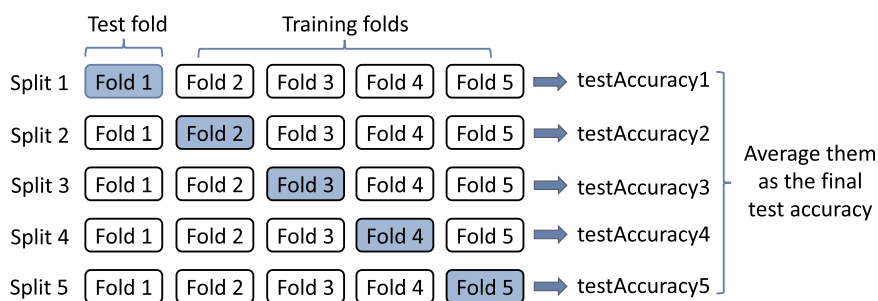 Test fold Training folds
Split 1 Fold 1 Fold 2 Fold 3 Fold 4 Fold 5 testAccuracy1
Split 2 Fold 1 Fold 2 Fold 3 Fold 4 Fold 5 testAccuracy2
Split 3 Fold 1 Fold 2 Fold 3 Fold 4 Fold 5 testAccuracy3
Split 4 Fold 1 Fold 2 Fold 3 Fold 4 Fold 5 testAccuracy4
Split 5 Fold 1 Fold 2 Fold 3 Fold 4 Fold 5 testAccuracy5
Average them
as the final
test accuracy